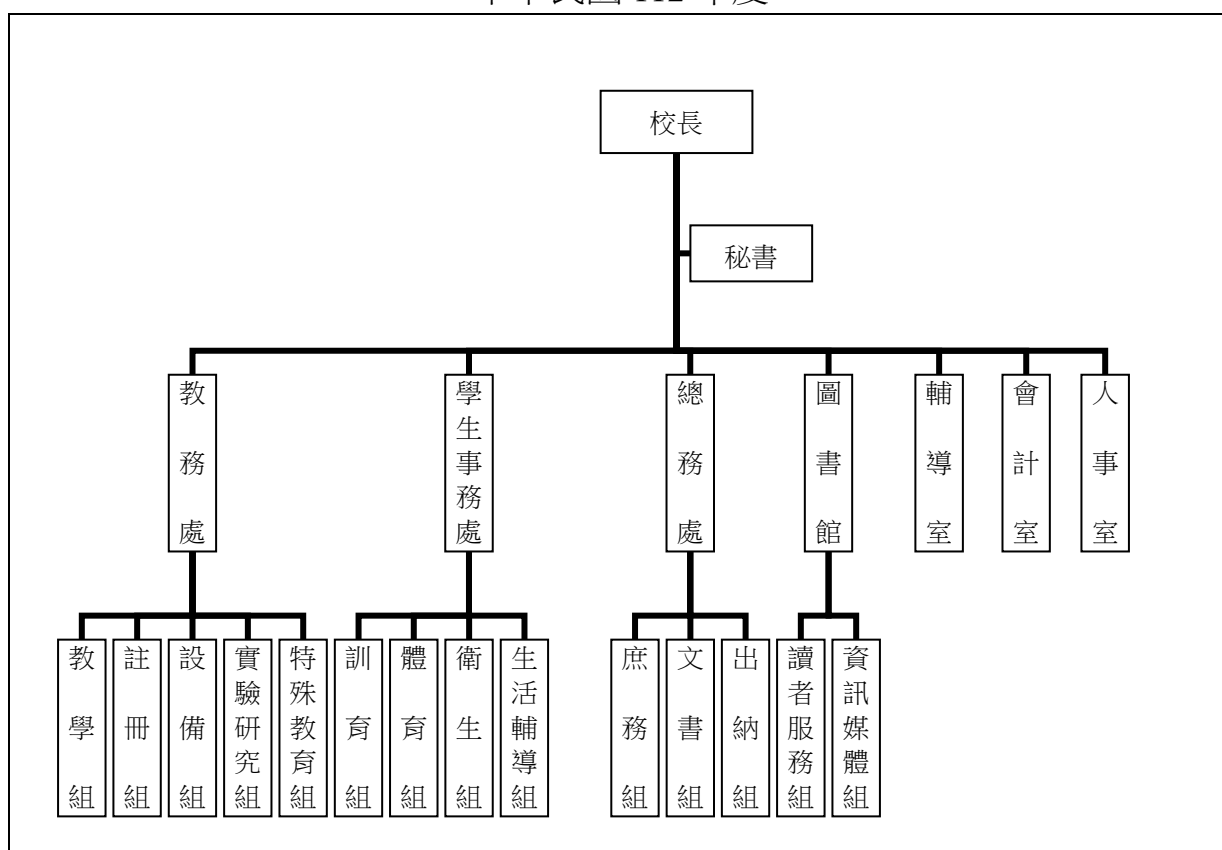 校長
秘書
教務處
學生事務處
總務處
圖書館
輔導室
會計室
人事室
教學組
註冊組
設備組
實驗研究組
特殊教育組
訓育組
體育組
衛生組
生活輔導組
庶務組
文書組
出納組
讀者服務組
資訊媒體組